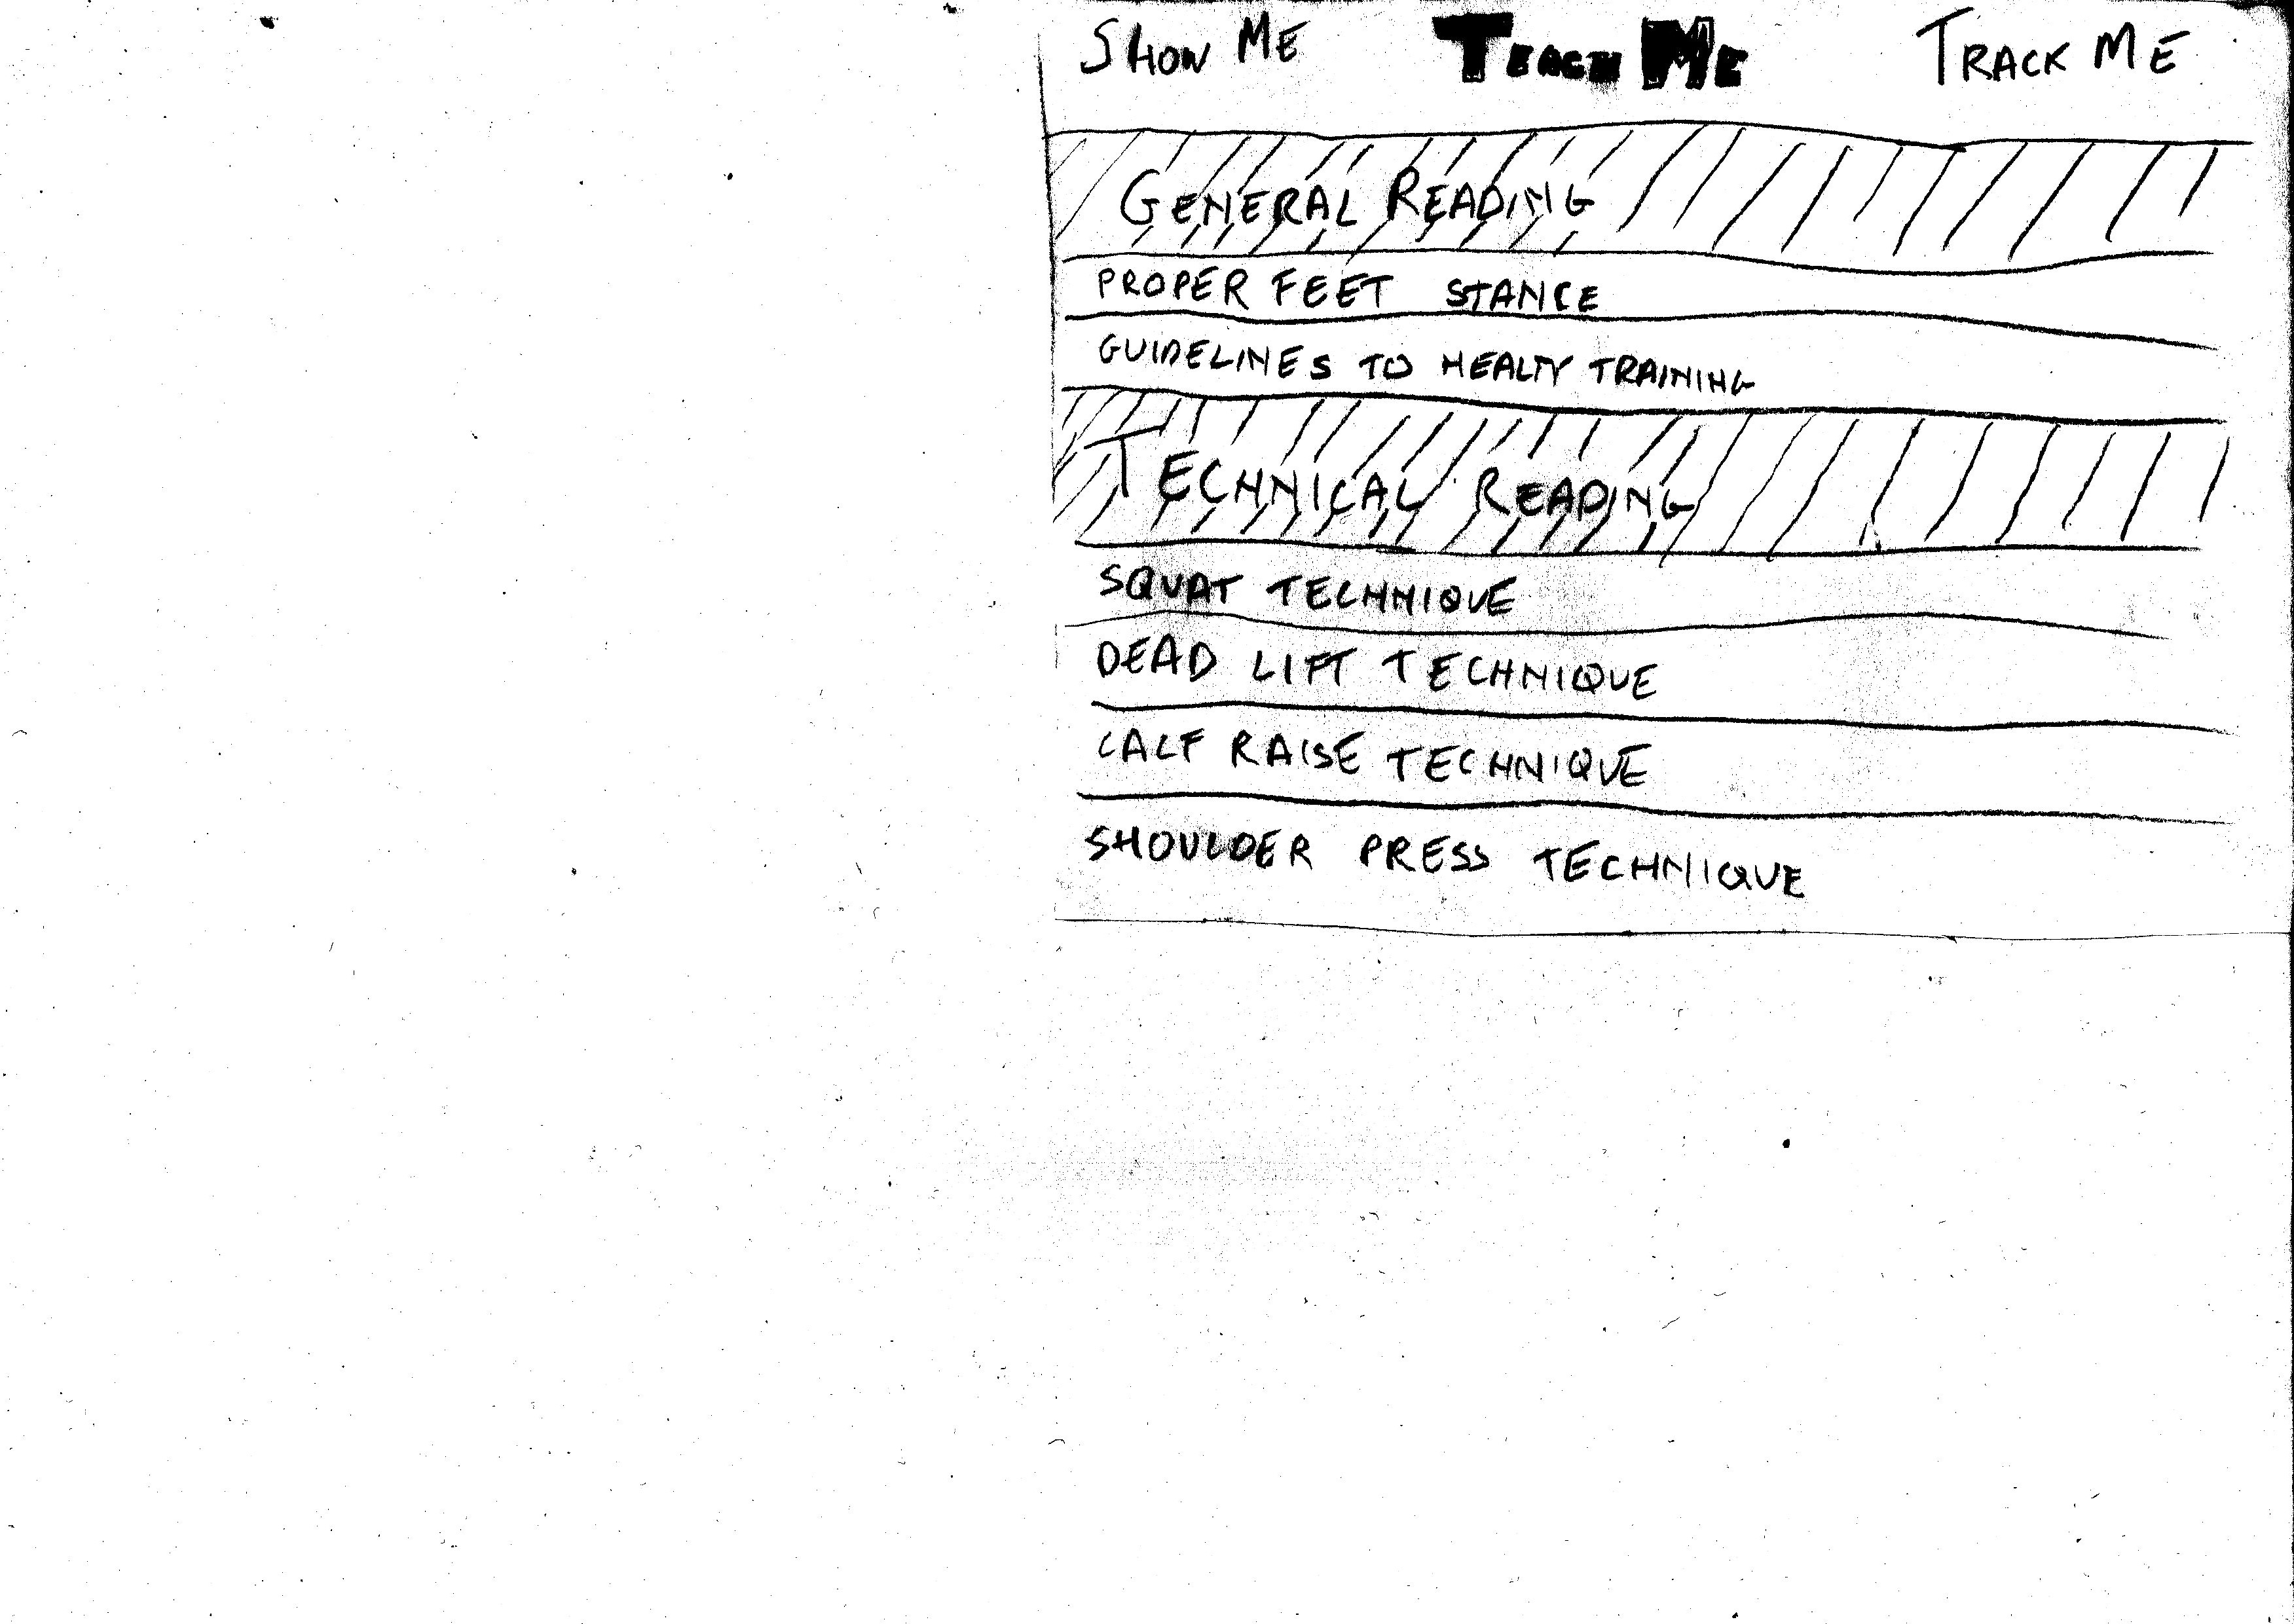 SHOW ME TEACH ME TRACK ME
GENERAL READING
PROPER FEET STANCE
GUIDELINES TO HEALTY TRAINING
TECHNICAL READING
SQUAT TECHNIQUE
DEAD LIFT TECHNIQUE
CALF RAISE TECHNIQUE
SHOULDER PRESS TECHNIQUE